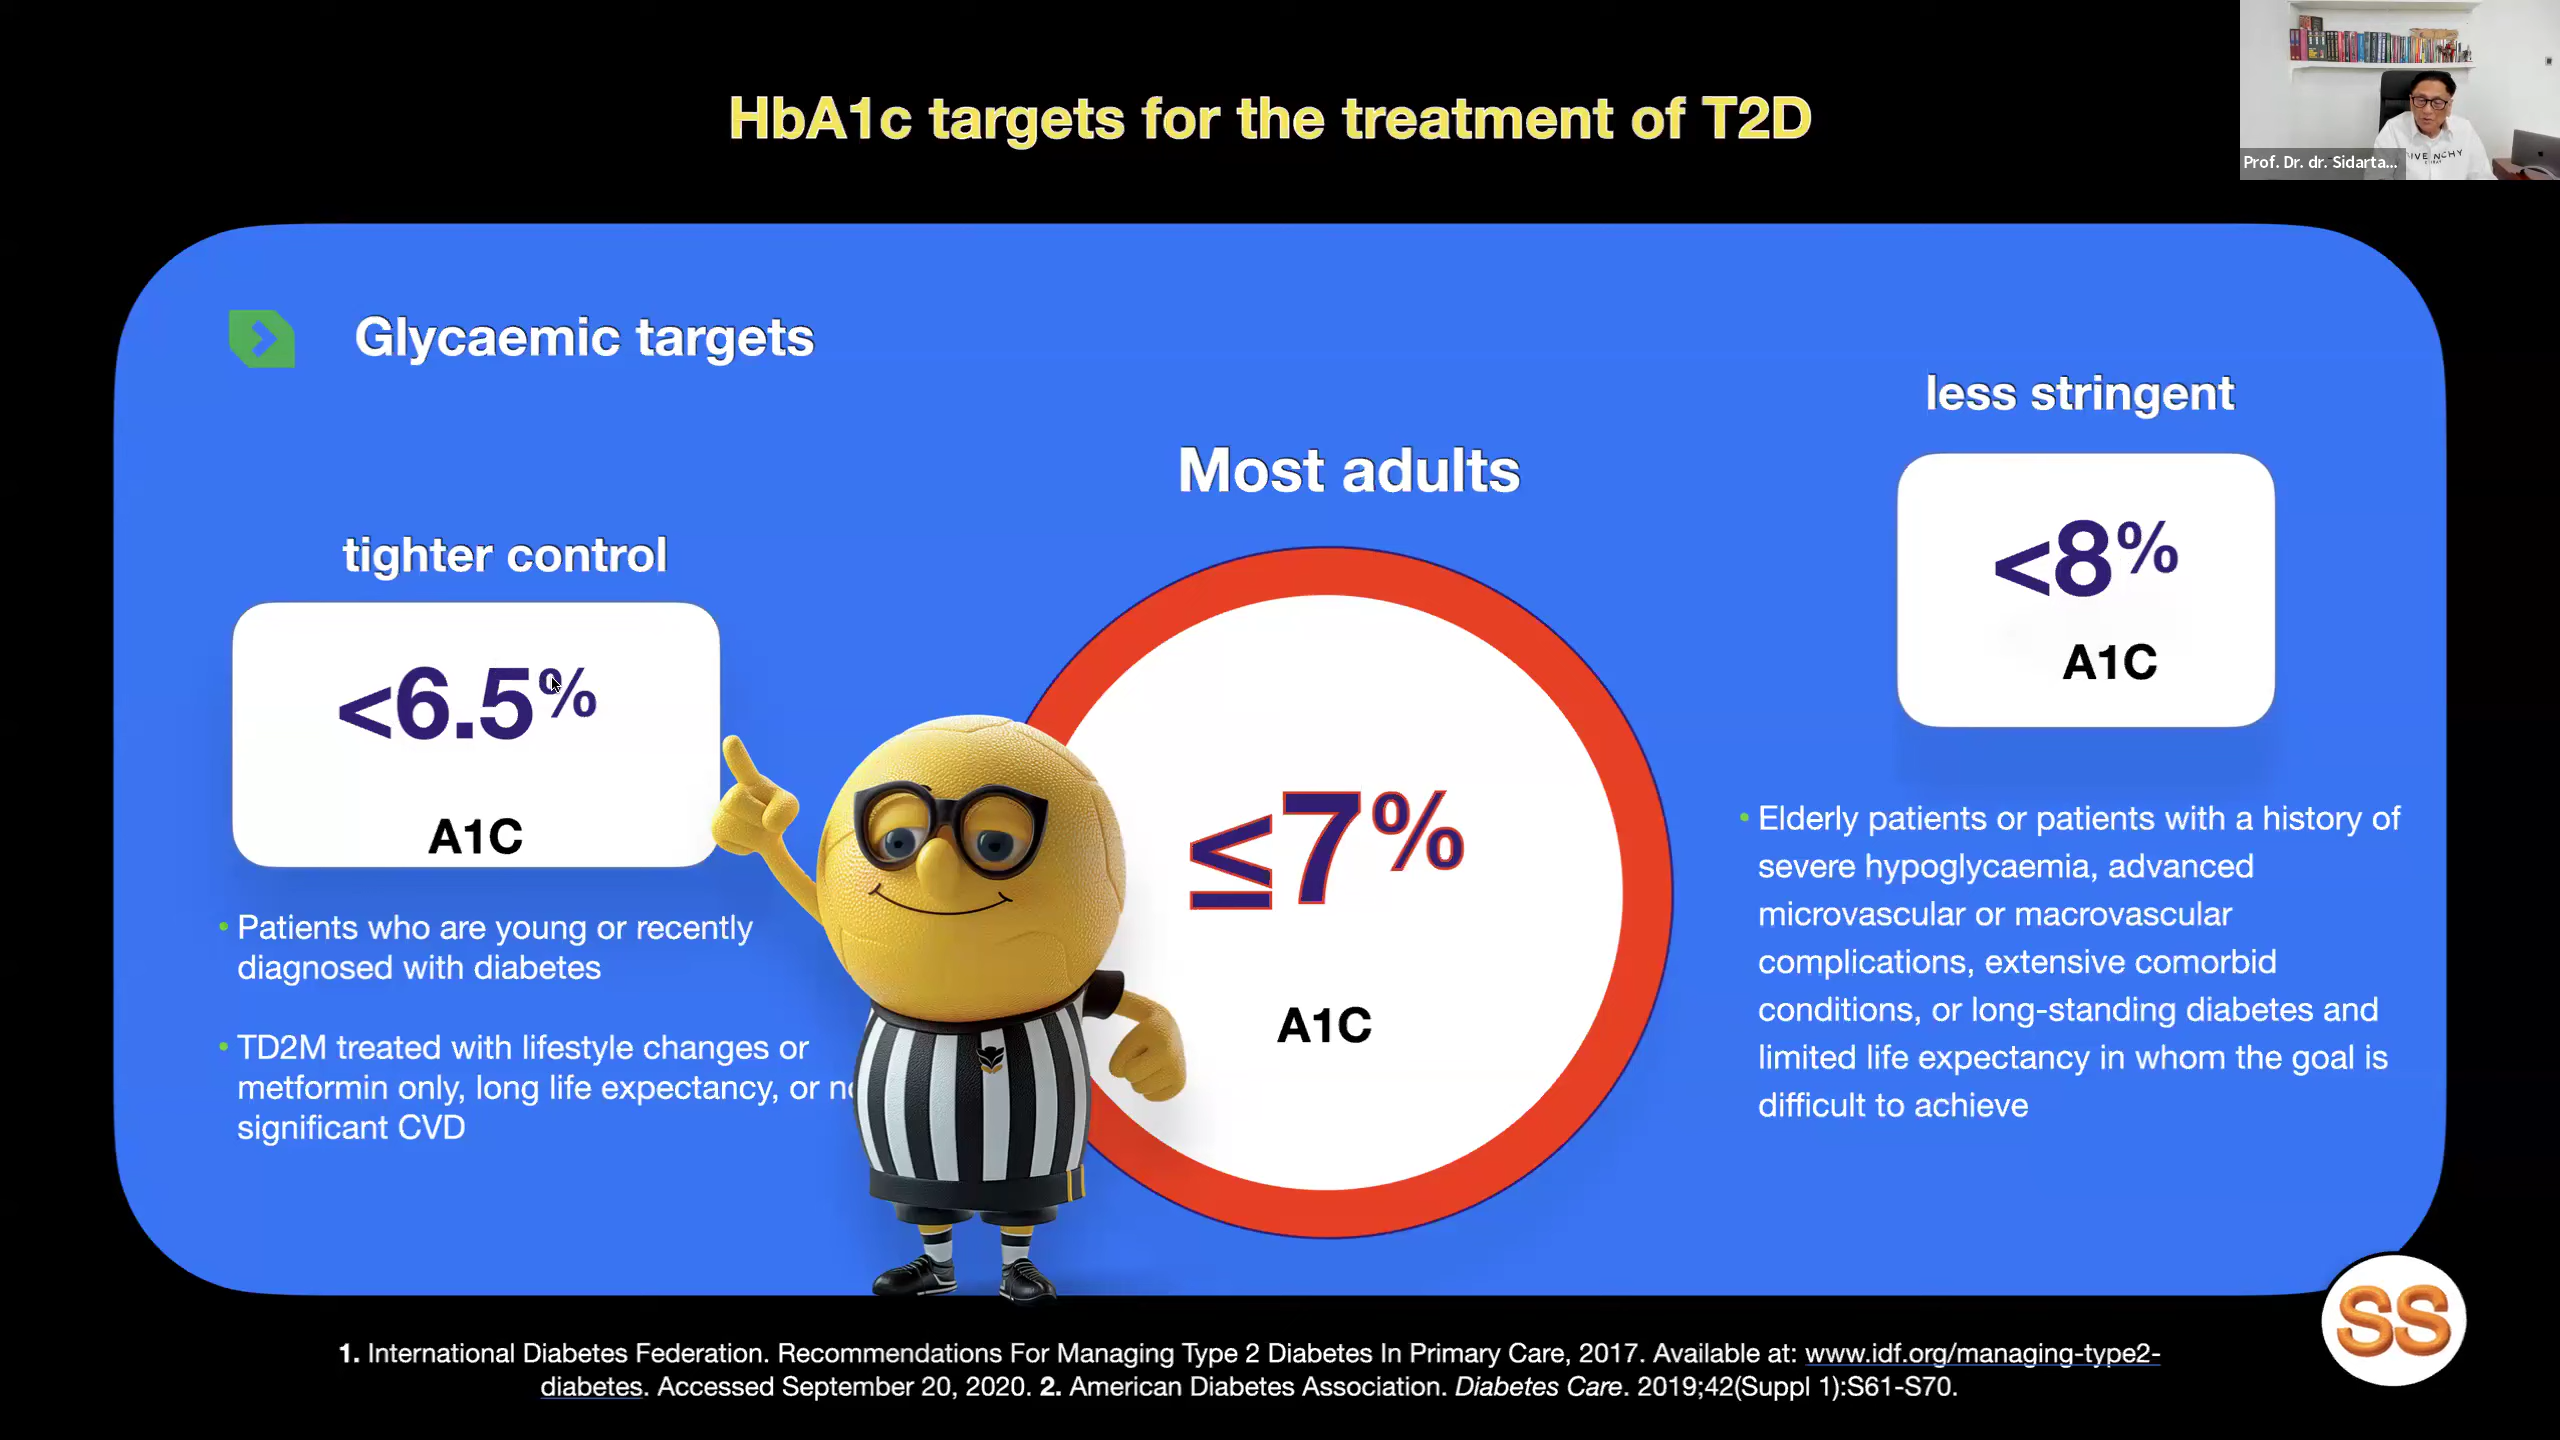 HbA1c targets for the treatment of T2D
Prof. Dr. dr. Sidarta...
Glycaemic targets
tighter control
<6.5%
A1C
• Patients who are young or recently
diagnosed with diabetes
• TD2M treated with lifestyle changes or
metformin only, long life expectancy, or no
significant CVD
Most adults
≤7%
A1C
less stringent
<8%
A1C
• Elderly patients or patients with a history of
severe hypoglycaemia, advanced
microvascular or macrovascular
complications, extensive comorbid
conditions, or long-standing diabetes and
limited life expectancy in whom the goal is
difficult to achieve
SS
1. International Diabetes Federation. Recommendations For Managing Type 2 Diabetes In Primary Care, 2017. Available at: www.idf.org/managing-type2-
diabetes. Accessed September 20, 2020. 2. American Diabetes Association. Diabetes Care. 2019;42(Suppl 1):S61-S70.